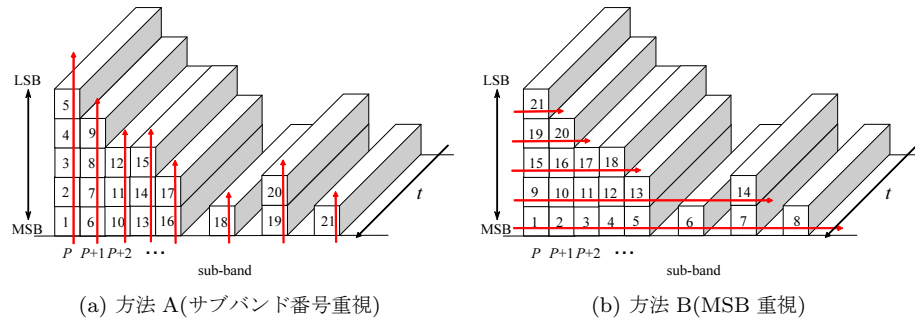 LSB
5
4 9
3 8 12 15
2 7 11 14 17 20
1 6 10 13 16 18 19 21
MSB
t
P P+1 P+2 ···
sub-band
(a) 方法 A(サブバンド番号重視)
LSB
21
19 20
15 16 17 18
9 10 11 12 13 14
1 2 3 4 5 6 7 8
MSB
t
P P+1 P+2 ···
sub-band
(b) 方法 B(MSB 重視)